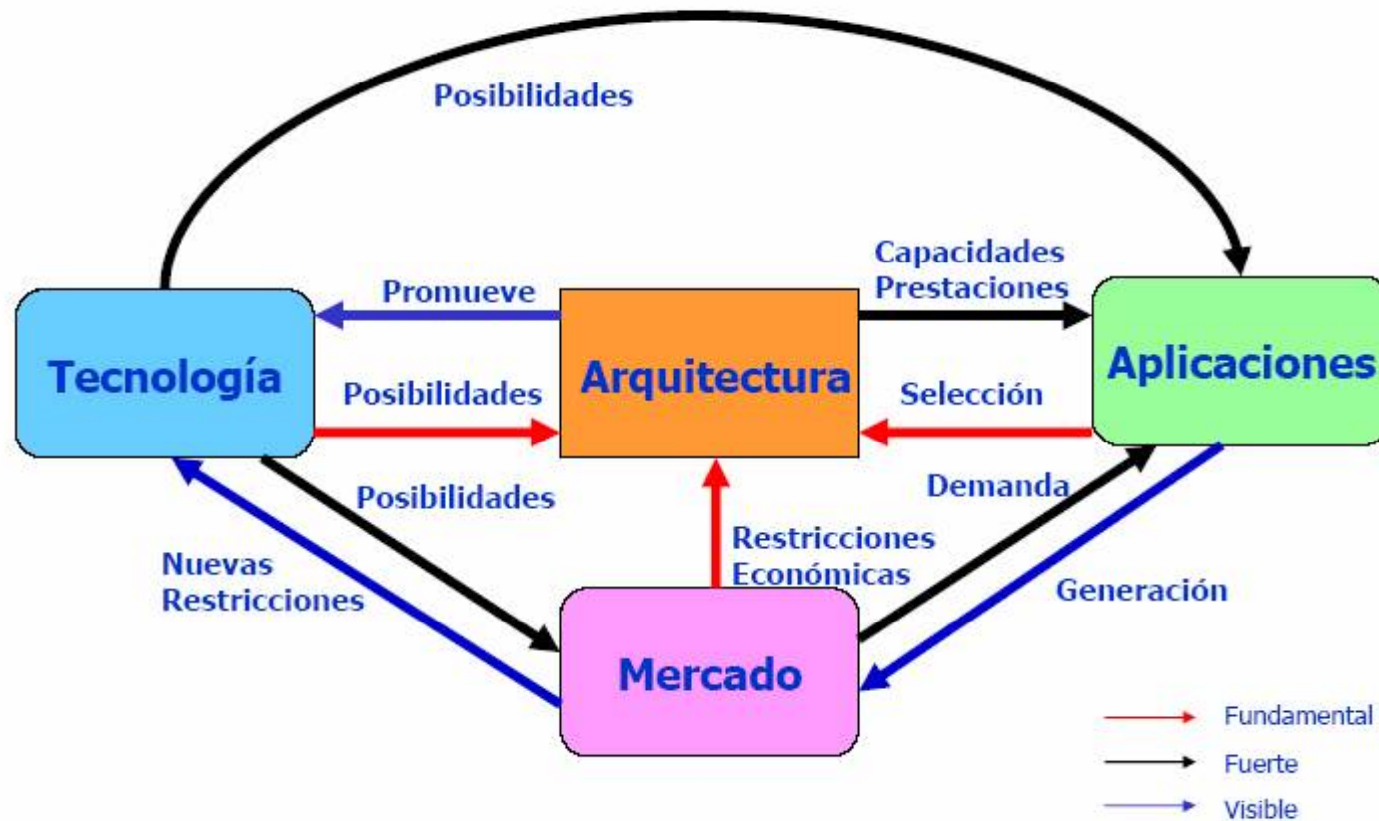 Posibilidades
Promueve
Capacidades
Prestaciones
Tecnología
Arquitectura
Aplicaciones
Posibilidades
Selección
Posibilidades
Demanda
Nuevas
Restricciones
Restricciones
Económicas
Generación
Mercado
Fundamental
Fuerte
Visible